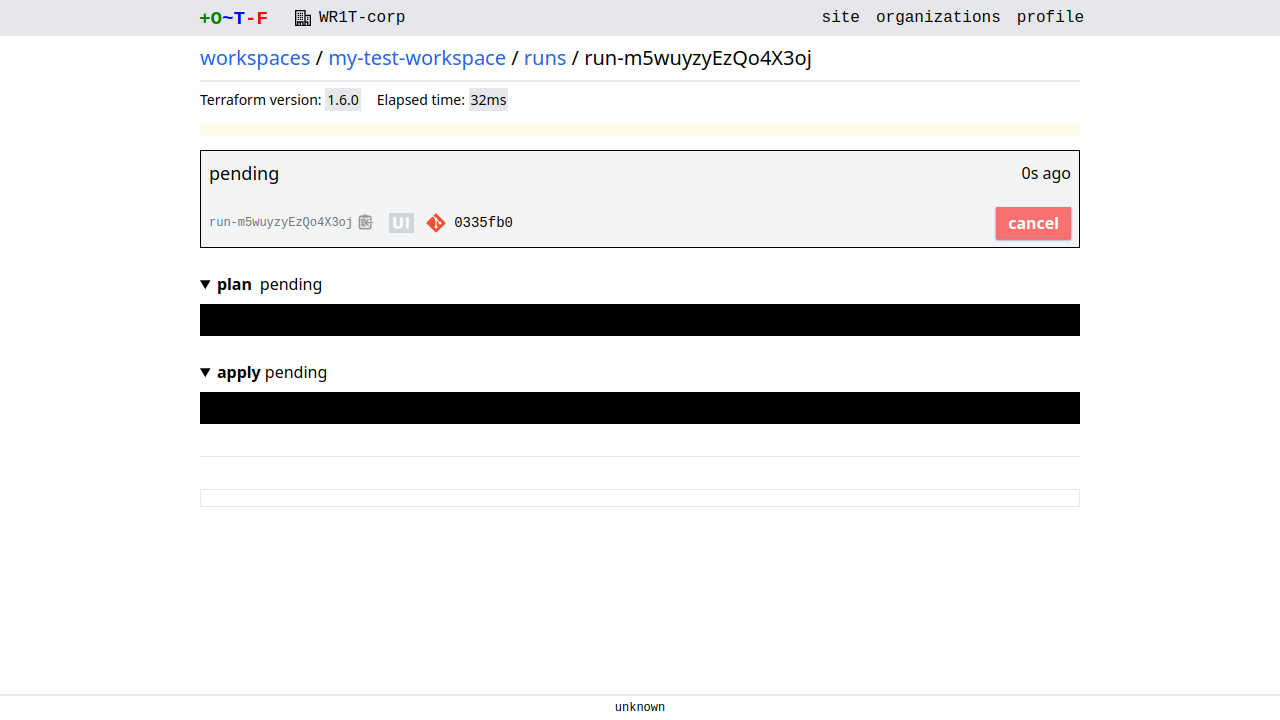 +O~T-F WR1T-corp site organizations profile
workspaces / my-test-workspace / runs / run-m5wuyzyEzQo4X3oj
Terraform version: 1.6.0 Elapsed time: 32ms
pending 0s ago
run-m5wuyzyEzQo4X3oj UI 0335fb0 cancel
plan pending
apply pending
unknown